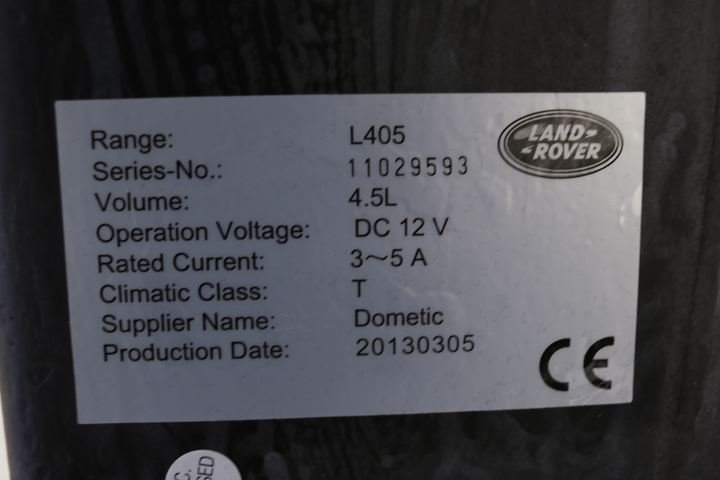 Range: L405
Series-No.: 11029593
Volume: 4.5L
Operation Voltage: DC 12 V
Rated Current: 3~5 A
Climatic Class: T
Supplier Name: Dometic
Production Date: 20130305
LAND-
-ROVER
CE
C.
SED